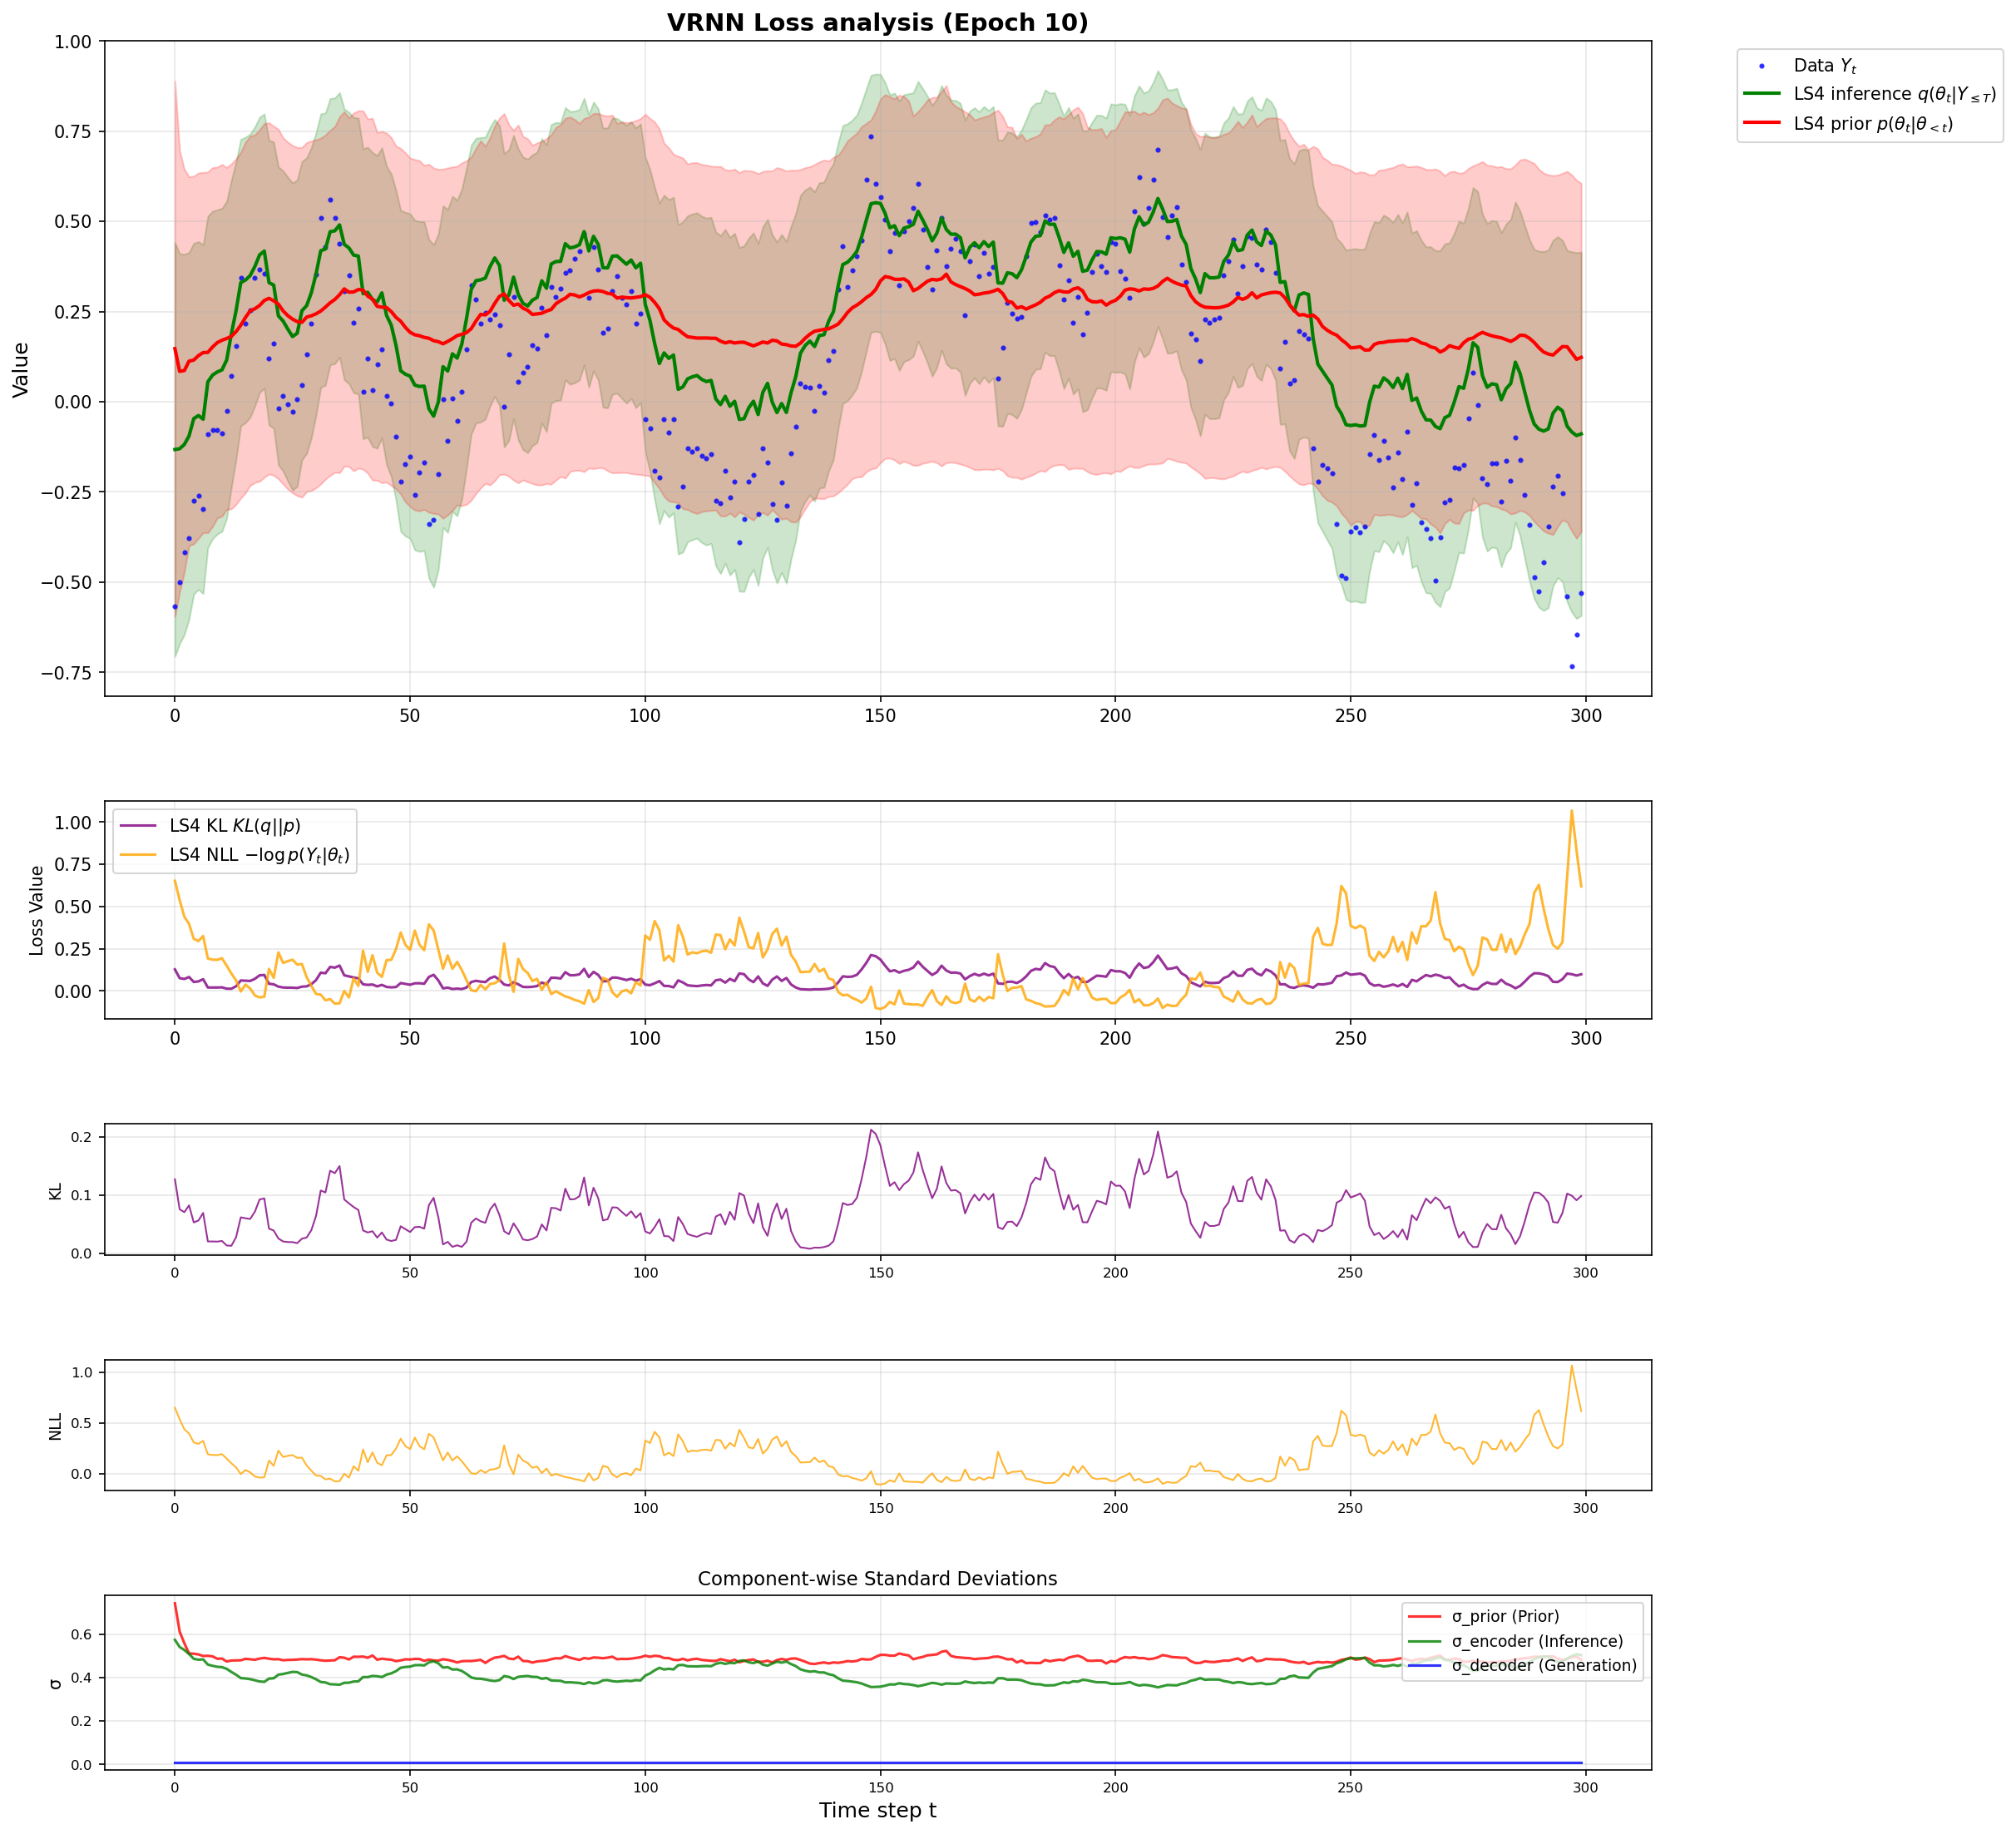 VRNN Loss analysis (Epoch 10)
Data Y_t
LS4 inference q(θ_t|Y_≤T)
LS4 prior p(θ_t|θ_<t)
Value
1.00
0.75
0.50
0.25
0.00
−0.25
−0.50
−0.75
0 50 100 150 200 250 300
LS4 KL KL(q||p)
LS4 NLL −log p(Y_t|θ_t)
Loss Value
1.00
0.75
0.50
0.25
0.00
0 50 100 150 200 250 300
KL
0.2
0.1
0.0
0 50 100 150 200 250 300
NLL
1.0
0.5
0.0
0 50 100 150 200 250 300
Component-wise Standard Deviations
σ_prior (Prior)
σ_encoder (Inference)
σ_decoder (Generation)
σ
0.6
0.4
0.2
0.0
0 50 100 150 200 250 300
Time step t